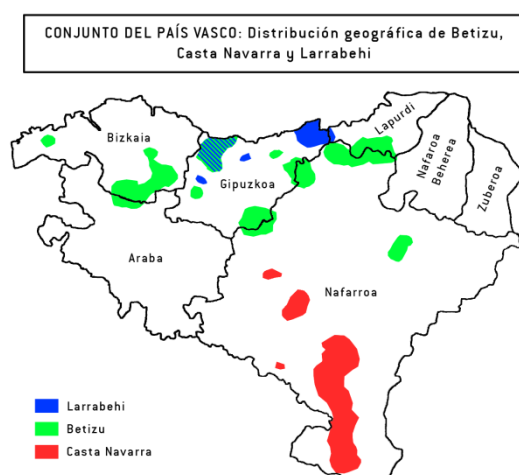 CONJUNTO DEL PAÍS VASCO: Distribución geográfica de Betizu,
Casta Navarra y Larrabehi
Bizkaia
Lapurdi
Nafaroa
Beherea
Zuberoa
Gipuzkoa
Araba
Nafarroa
Larrabehi
Betizu
Casta Navarra